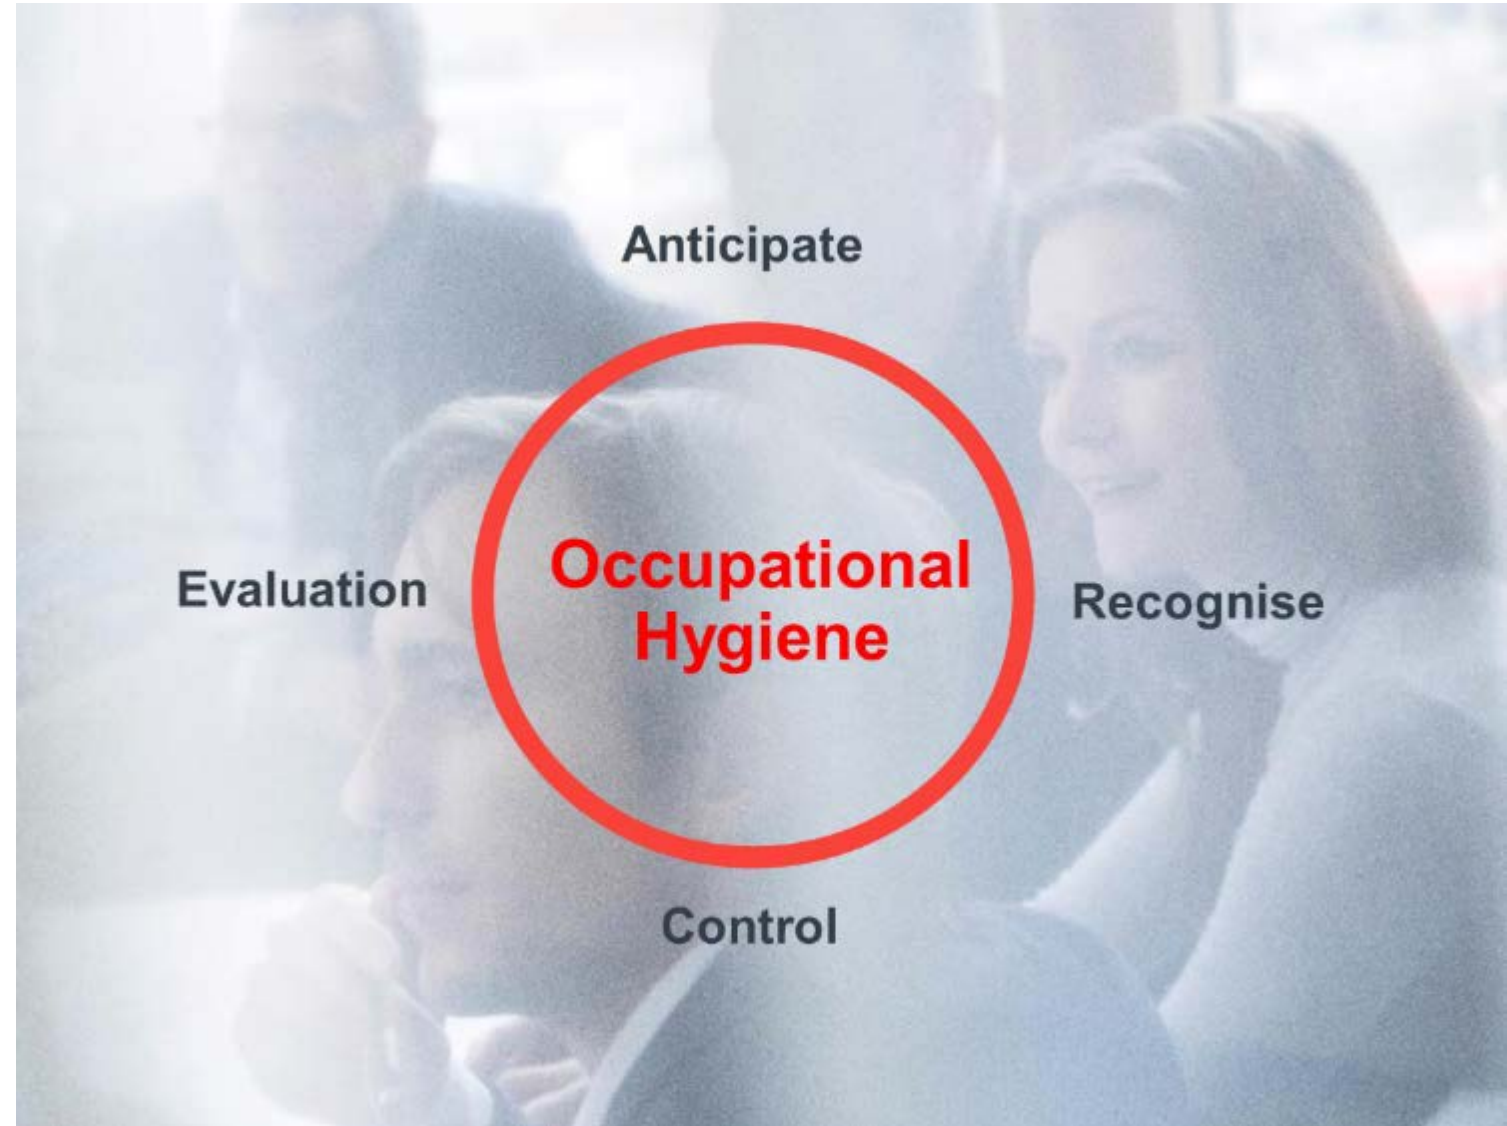 Anticipate
Evaluation
Occupational
Hygiene
Recognise
Control